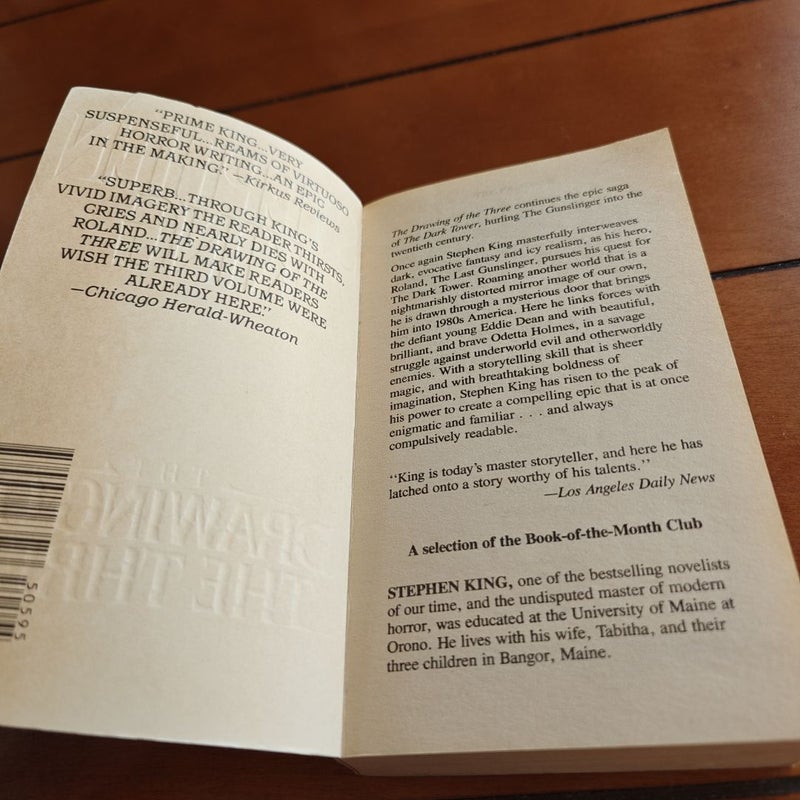 "PRIME KING...VERY
SUSPENSEFUL...REAMS OF VIRTUOSO
HORROR WRITING...AN EPIC
IN THE MAKING." —Kirkus Reviews
"SUPERB...THROUGH KING'S
VIVID IMAGERY THE READER THIRSTS,
CRIES AND NEARLY DIES WITH
ROLAND...THE DRAWING OF THE
THREE WILL MAKE READERS
WISH THE THIRD VOLUME WERE
ALREADY HERE."
—Chicago Herald-Wheaton
50595
The Drawing of the Three continues the epic saga
of The Dark Tower, hurling The Gunslinger into the
twentieth century.
Once again Stephen King masterfully interweaves
dark, evocative fantasy and icy realism, as his hero,
Roland, The Last Gunslinger, pursues his quest for
The Dark Tower. Roaming another world that is a
nightmarishly distorted mirror image of our own,
he is drawn through a mysterious door that brings
him into 1980s America. Here he links forces with
the defiant young Eddie Dean and with beautiful,
brilliant, and brave Odetta Holmes, in a savage
struggle against underworld evil and otherworldly
enemies. With a storytelling skill that is sheer
magic, and with breathtaking boldness of
imagination, Stephen King has risen to the peak of
his power to create a compelling epic that is at once
enigmatic and familiar . . . and always
compulsively readable.
"King is today's master storyteller, and here he has
latched onto a story worthy of his talents."
—Los Angeles Daily News
A selection of the Book-of-the-Month Club
STEPHEN KING, one of the bestselling novelists
of our time, and the undisputed master of modern
horror, was educated at the University of Maine at
Orono. He lives with his wife, Tabitha, and their
three children in Bangor, Maine.